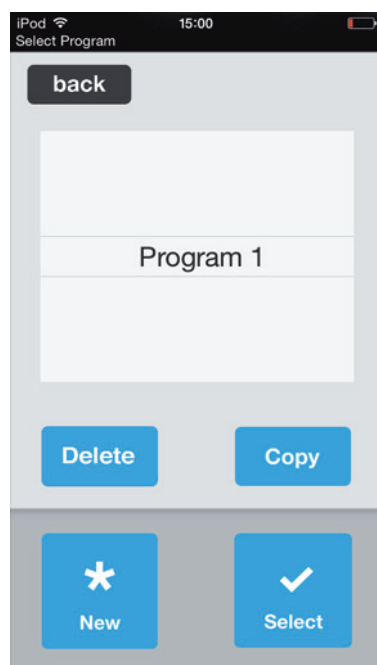 iPod 15:00
Select Program
back
Program 1
Delete Copy
New Select